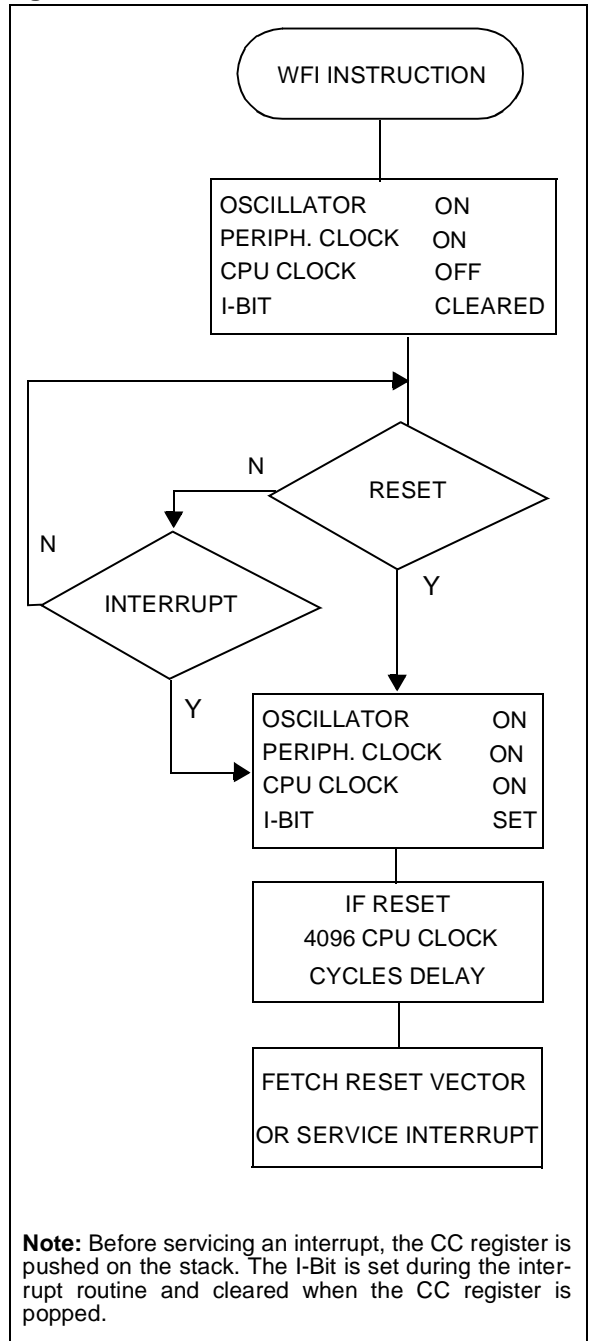 WFI INSTRUCTION
OSCILLATOR ON
PERIPH. CLOCK ON
CPU CLOCK OFF
I-BIT CLEARED
N
RESET
N
Y
INTERRUPT
Y
OSCILLATOR ON
PERIPH. CLOCK ON
CPU CLOCK ON
I-BIT SET
IF RESET
4096 CPU CLOCK
CYCLES DELAY
FETCH RESET VECTOR
OR SERVICE INTERRUPT
Note: Before servicing an interrupt, the CC register is
pushed on the stack. The I-Bit is set during the inter-
rupt routine and cleared when the CC register is
popped.